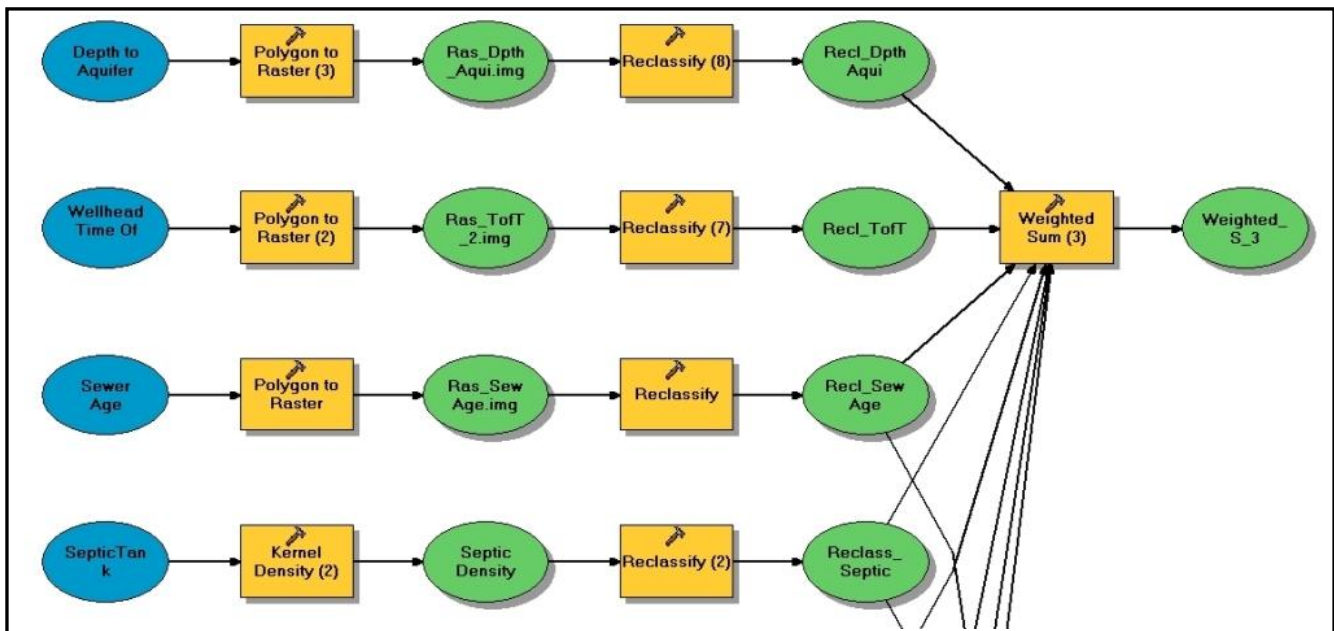 Depth to
Aquifer
Polygon to
Raster (3)
Ras_Dpth
_Aqui.img
Reclassify (8)
Recl_Dpth
Aqui
Wellhead
Time Of
Polygon to
Raster (2)
Ras_TofT
_2.img
Reclassify (7)
Recl_TofT
Weighted
Sum (3)
Weighted_
S_3
Sewer
Age
Polygon to
Raster
Ras_Sew
Age.img
Reclassify
Recl_Sew
Age
SepticTan
k
Kernel
Density (2)
Septic
Density
Reclassify (2)
Reclass_
Septic